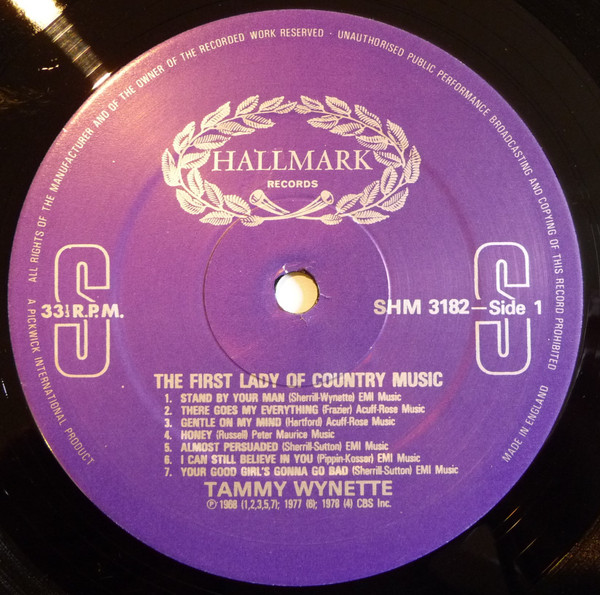 ALL RIGHTS OF THE MANUFACTURER AND OF THE OWNER OF THE RECORDED WORK RESERVED - UNAUTHORISED PUBLIC PERFORMANCE BROADCASTING AND COPYING OF THIS RECORD PROHIBITED
HALLMARK
RECORDS
S
S
33⅓ R.P.M.
SHM 3182—Side 1
THE FIRST LADY OF COUNTRY MUSIC
1. STAND BY YOUR MAN (Sherrill-Wynette) EMI Music
2. THERE GOES MY EVERYTHING (Frazier) Acuff-Rose Music
3. GENTLE ON MY MIND (Hartford) Acuff-Rose Music
4. HONEY (Russell) Peter Maurice Music
5. ALMOST PERSUADED (Sherrill-Sutton) EMI Music
6. I CAN STILL BELIEVE IN YOU (Pippin-Kosser) EMI Music
7. YOUR GOOD GIRL'S GONNA GO BAD (Sherrill-Sutton) EMI Music
TAMMY WYNETTE
℗ 1968 (1,2,3,5,7); 1977 (6); 1978 (4) CBS Inc.
A PICKWICK INTERNATIONAL PRODUCT
MADE IN ENGLAND